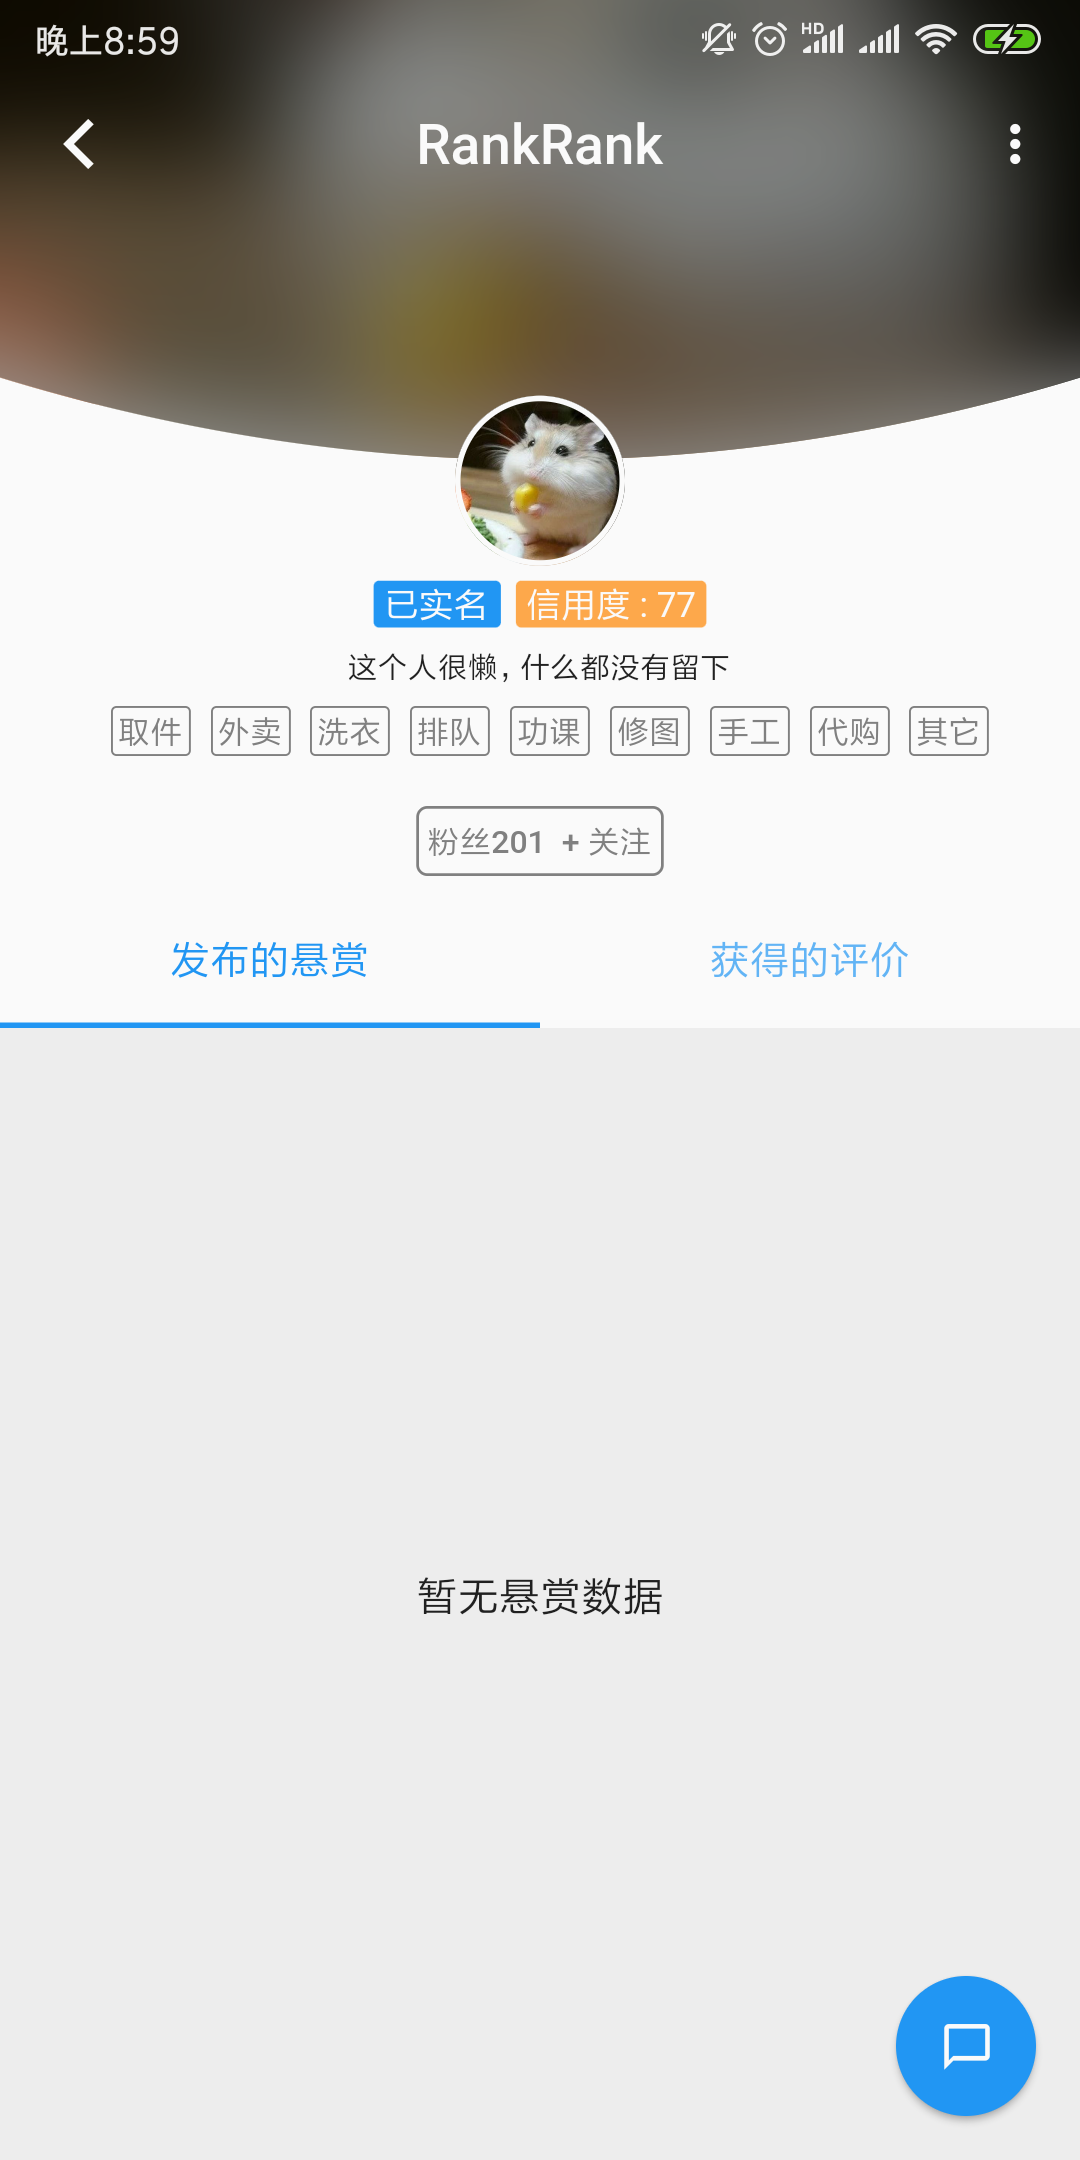 晚上8:59
HD
RankRank
已实名 信用度 : 77
这个人很懒, 什么都没有留下
取件 外卖 洗衣 排队 功课 修图 手工 代购 其它
粉丝201 + 关注
发布的悬赏 获得的评价
暂无悬赏数据